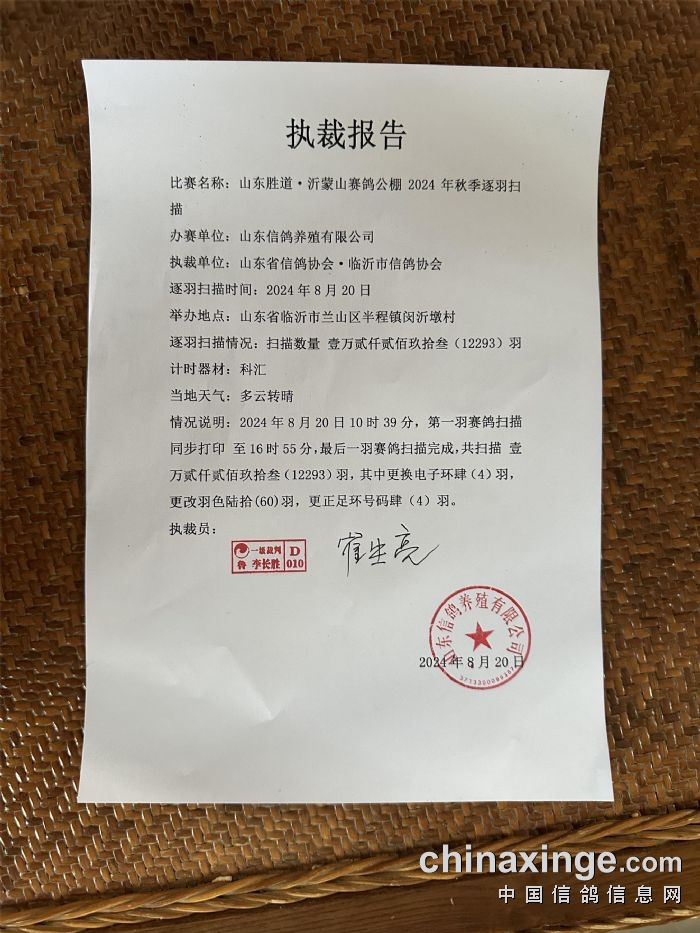 执裁报告
比赛名称：山东胜道·沂蒙山赛鸽公棚 2024 年秋季逐羽扫
描
办赛单位：山东信鸽养殖有限公司
执裁单位：山东省信鸽协会·临沂市信鸽协会
逐羽扫描时间：2024 年 8 月 20 日
举办地点：山东省临沂市兰山区半程镇闵沂墩村
逐羽扫描情况：扫描数量 壹万贰仟贰佰玖拾叁（12293）羽
计时器材：科汇
当地天气：多云转晴
情况说明：2024 年 8 月 20 日 10 时 39 分，第一羽赛鸽扫描
同步打印 至 16 时 55 分,最后一羽赛鸽扫描完成,共扫描 壹
万贰仟贰佰玖拾叁（12293）羽,其中更换电子环肆（4）羽,
更改羽色陆拾(60)羽，更正足环号码肆（4）羽。
执裁员：
一级裁判 D
鲁 李长胜 010
崔生亮
山东信鸽养殖有限公司
2024 年 8 月 20 日
chinaxinge.com
中国信鸽信息网